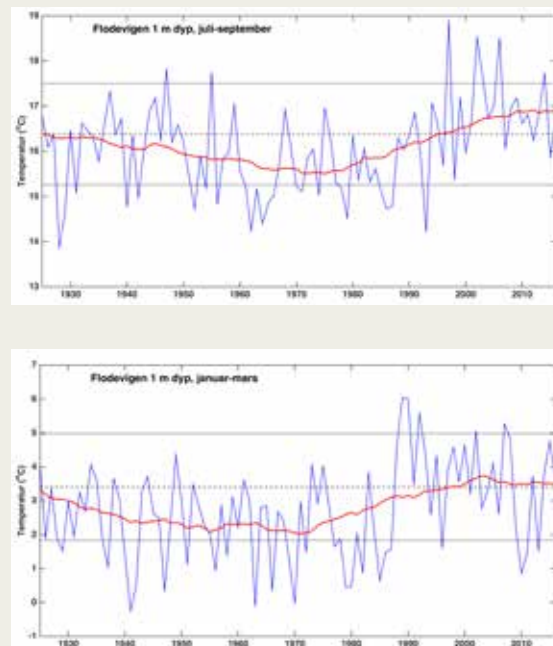 Flodevigen 1 m dyp, juli-september
Temperatur (°C)
19
18
17
16
15
14
13
1930 1940 1950 1960 1970 1980 1990 2000 2010
Flodevigen 1 m dyp, januar-mars
Temperatur (°C)
7
6
5
4
3
2
1
0
-1
1930 1940 1950 1960 1970 1980 1990 2000 2010